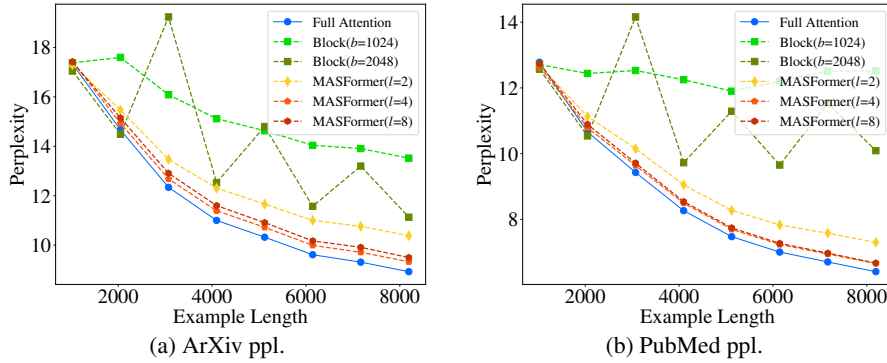 Full Attention
Block(b=1024)
Block(b=2048)
MASFormer(l=2)
MASFormer(l=4)
MASFormer(l=8)
18
16
14
12
10
Perplexity
2000 4000 6000 8000
Example Length
(a) ArXiv ppl.
Full Attention
Block(b=1024)
Block(b=2048)
MASFormer(l=2)
MASFormer(l=4)
MASFormer(l=8)
14
12
10
8
Perplexity
2000 4000 6000 8000
Example Length
(b) PubMed ppl.